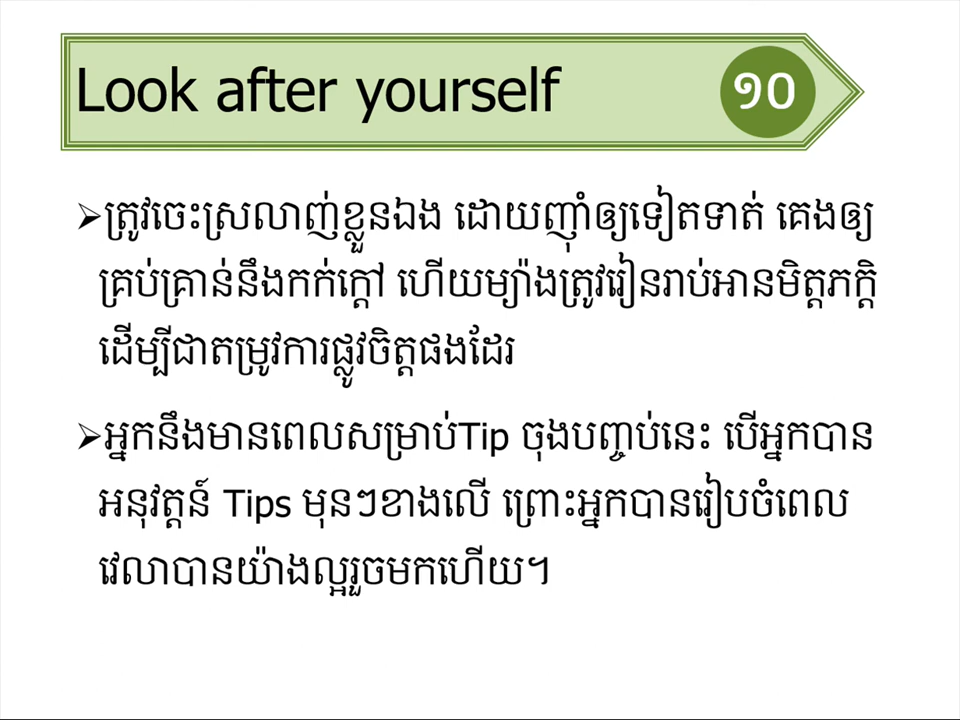 Look after yourself
១០
➢ត្រូវចេះស្រលាញ់ខ្លួនឯង ដោយញ៉ាំឲ្យទៀតទាត់ គេងឲ្យ
គ្រប់គ្រាន់នឹងកក់ក្ដៅ ហើយម្យ៉ាងត្រូវរៀនរាប់អានមិត្តភក្ដិ
ដើម្បីជាតម្រូវការផ្លូវចិត្តផងដែរ
➢អ្នកនឹងមានពេលសម្រាប់Tip ចុងបញ្ចប់នេះ បើអ្នកបាន
អនុវត្តន៍ Tips មុនៗខាងលើ ព្រោះអ្នកបានរៀបចំពេល
វេលាបានយ៉ាងល្អរួចមកហើយ។